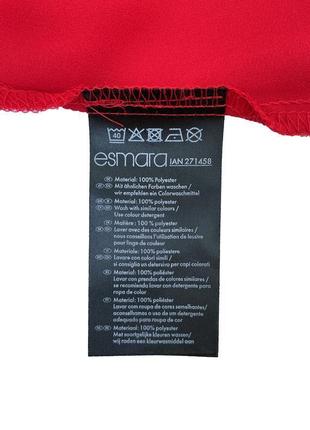 40
esmara IAN 271458
Material: 100% Polyester
Mit ähnlichen Farben waschen /
wir empfehlen ein Colorwaschmittel
Material: 100% Polyester
Wash with similar colours /
Use colour detergent
Matière : 100% polyester
Laver avec des couleurs similaires /
nous conseillons l'utilisation de lessive
pour linge de couleur
Materiale: 100% poliestere
Lavare con colori simili /
si consiglia un detersivo per capi colorati
Material: 100% poliéster
Lavar con prendas de colores similares /
se recomienda lavar con detergente para
ropa de color
Material: 100% poliéster
Lavar com roupa de cores semelhantes/
aconselhamos o uso de um detergente
adequado para roupa de cor
Materiaal: 100% polyester
Met soortgelijke kleuren wassen/
wij raden een kleurwasmiddel aan